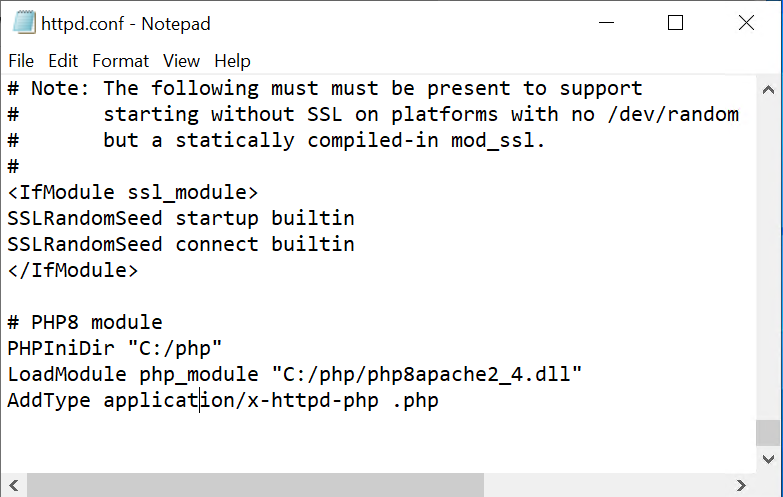 httpd.conf - Notepad
File Edit Format View Help
# Note: The following must must be present to support
#       starting without SSL on platforms with no /dev/random
#       but a statically compiled-in mod_ssl.
#
<IfModule ssl_module>
SSLRandomSeed startup builtin
SSLRandomSeed connect builtin
</IfModule>

# PHP8 module
PHPIniDir "C:/php"
LoadModule php_module "C:/php/php8apache2_4.dll"
AddType application/x-httpd-php .php